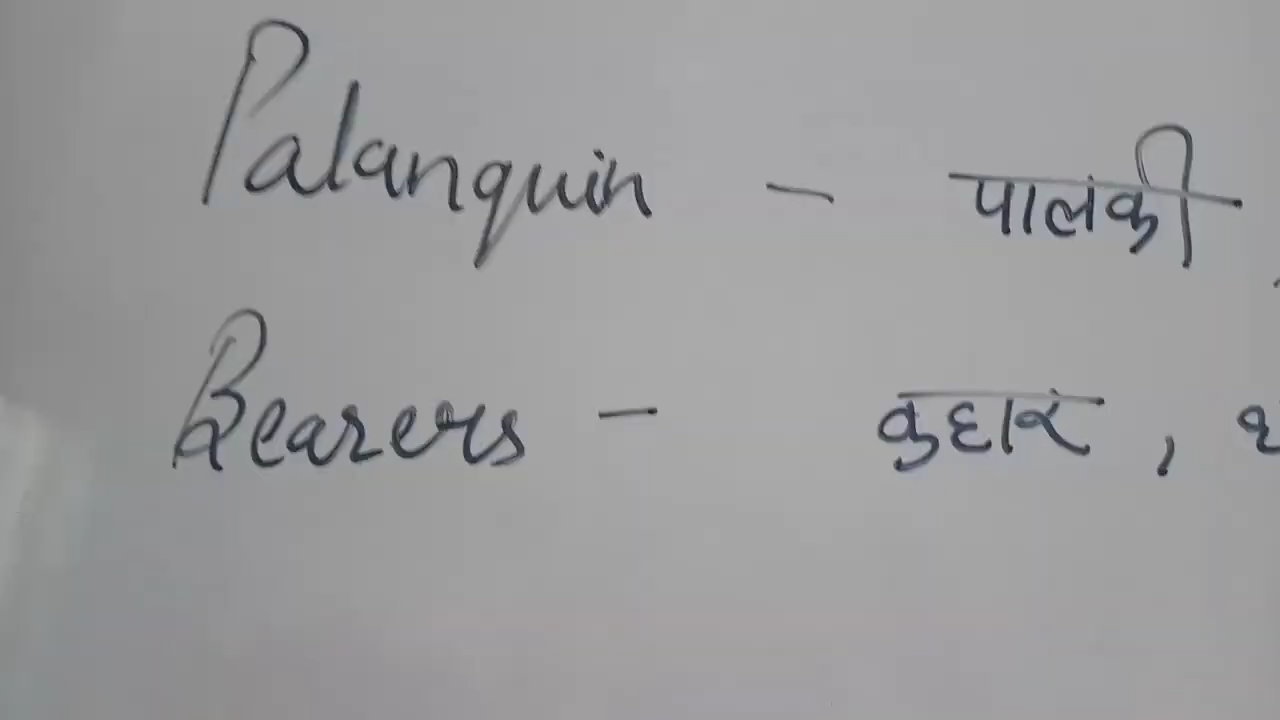 Palanquin - पालकी
Bearers - कहार ,